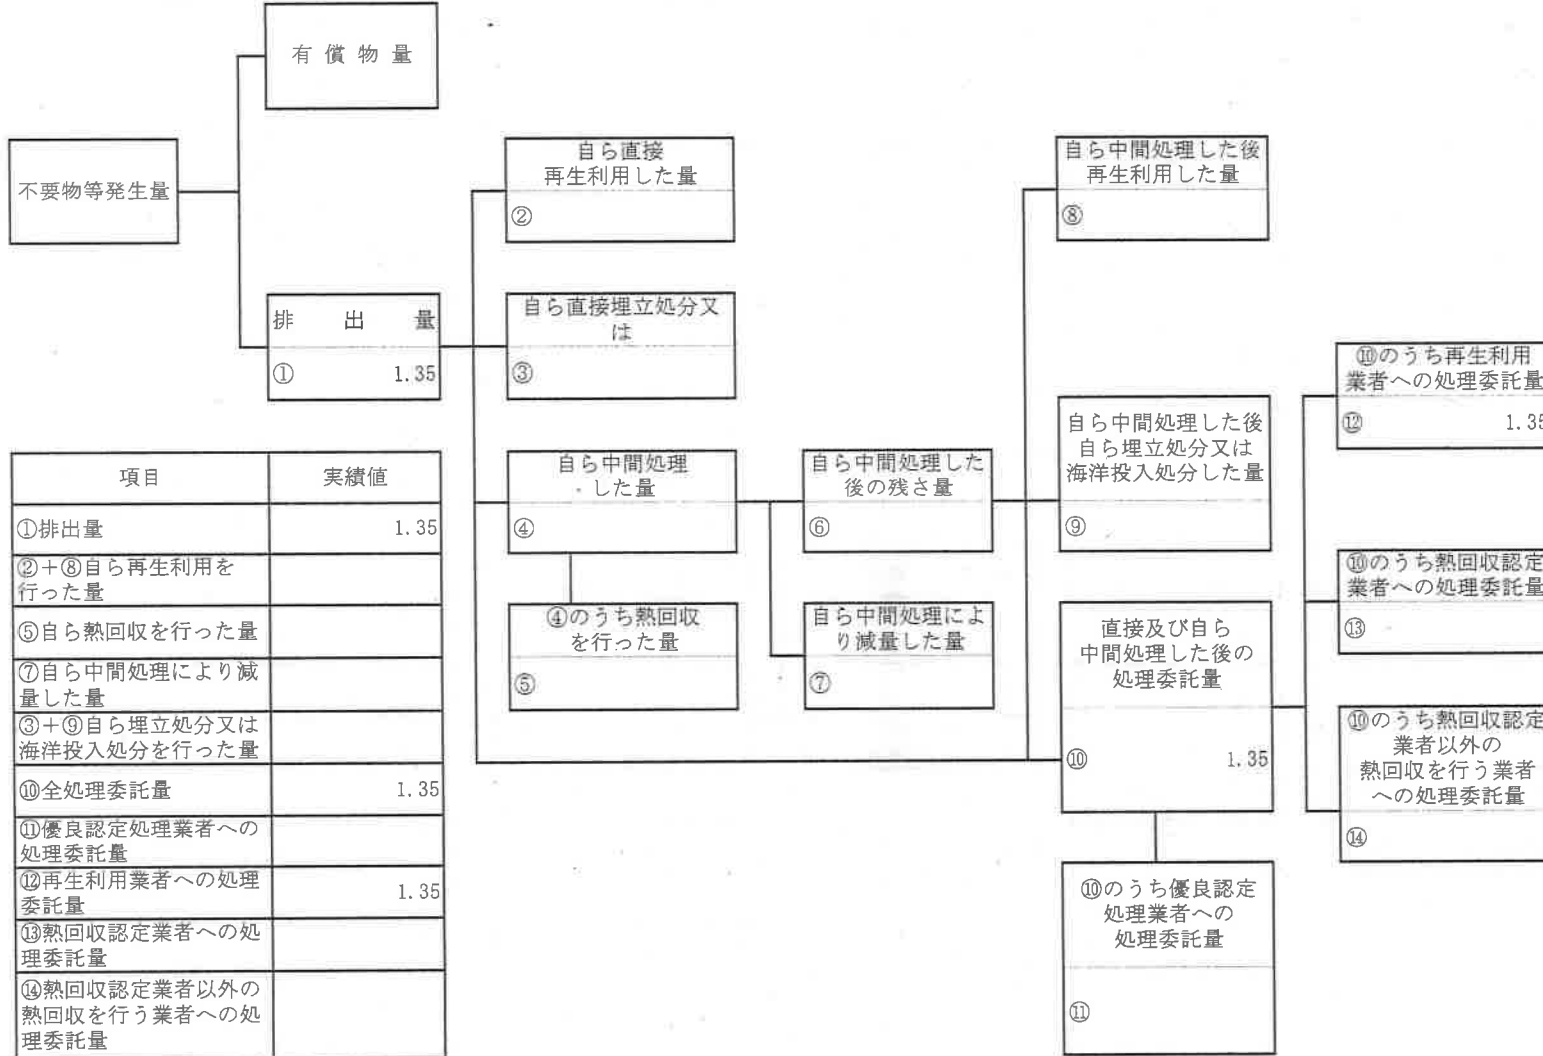 有償物量
不要物等発生量
排出量
① 1.35
自ら直接
再生利用した量
②
自ら直接埋立処分又
は
③
自ら中間処理
した量
④
④のうち熱回収
を行った量
⑤
自ら中間処理した
後の残さ量
⑥
自ら中間処理によ
り減量した量
⑦
自ら中間処理した後
再生利用した量
⑧
自ら中間処理した後
自ら埋立処分又は
海洋投入処分した量
⑨
直接及び自ら
中間処理した後の
処理委託量
⑩ 1.35
⑩のうち優良認定
処理業者への
処理委託量
⑪
⑩のうち再生利用
業者への処理委託量
⑫ 1.35
⑩のうち熱回収認定
業者への処理委託量
⑬
⑩のうち熱回収認定
業者以外の
熱回収を行う業者
への処理委託量
⑭
項目 実績値
①排出量 1.35
②+⑧自ら再生利用を
行った量
⑤自ら熱回収を行った量
⑦自ら中間処理により減
量した量
③+⑨自ら埋立処分又は
海洋投入処分を行った量
⑩全処理委託量 1.35
⑪優良認定処理業者への
処理委託量
⑫再生利用業者への処理
委託量 1.35
⑬熱回収認定業者への処
理委託量
⑭熱回収認定業者以外の
熱回収を行う業者への処
理委託量